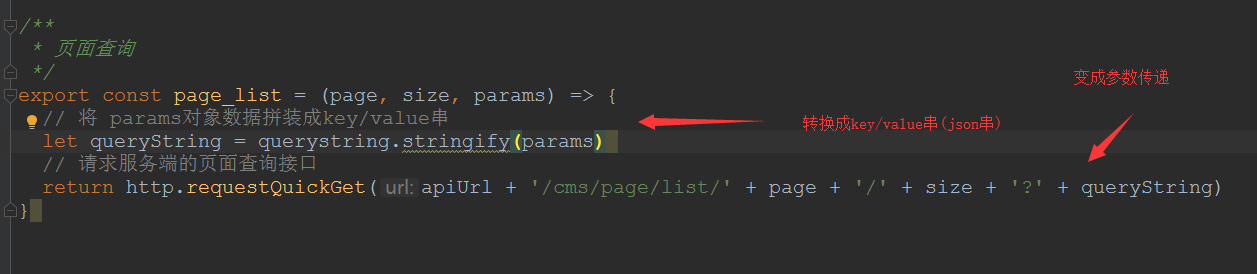 /**
* 页面查询
*/
变成参数传递
export const page_list = (page, size, params) => {
// 将 params对象数据拼装成key/value串
转换成key/value串(json串)
let queryString = querystring.stringify(params)
// 请求服务端的页面查询接口
return http.requestQuickGet( url: apiUrl + '/cms/page/list/' + page + '/' + size + '?' + queryString)
}